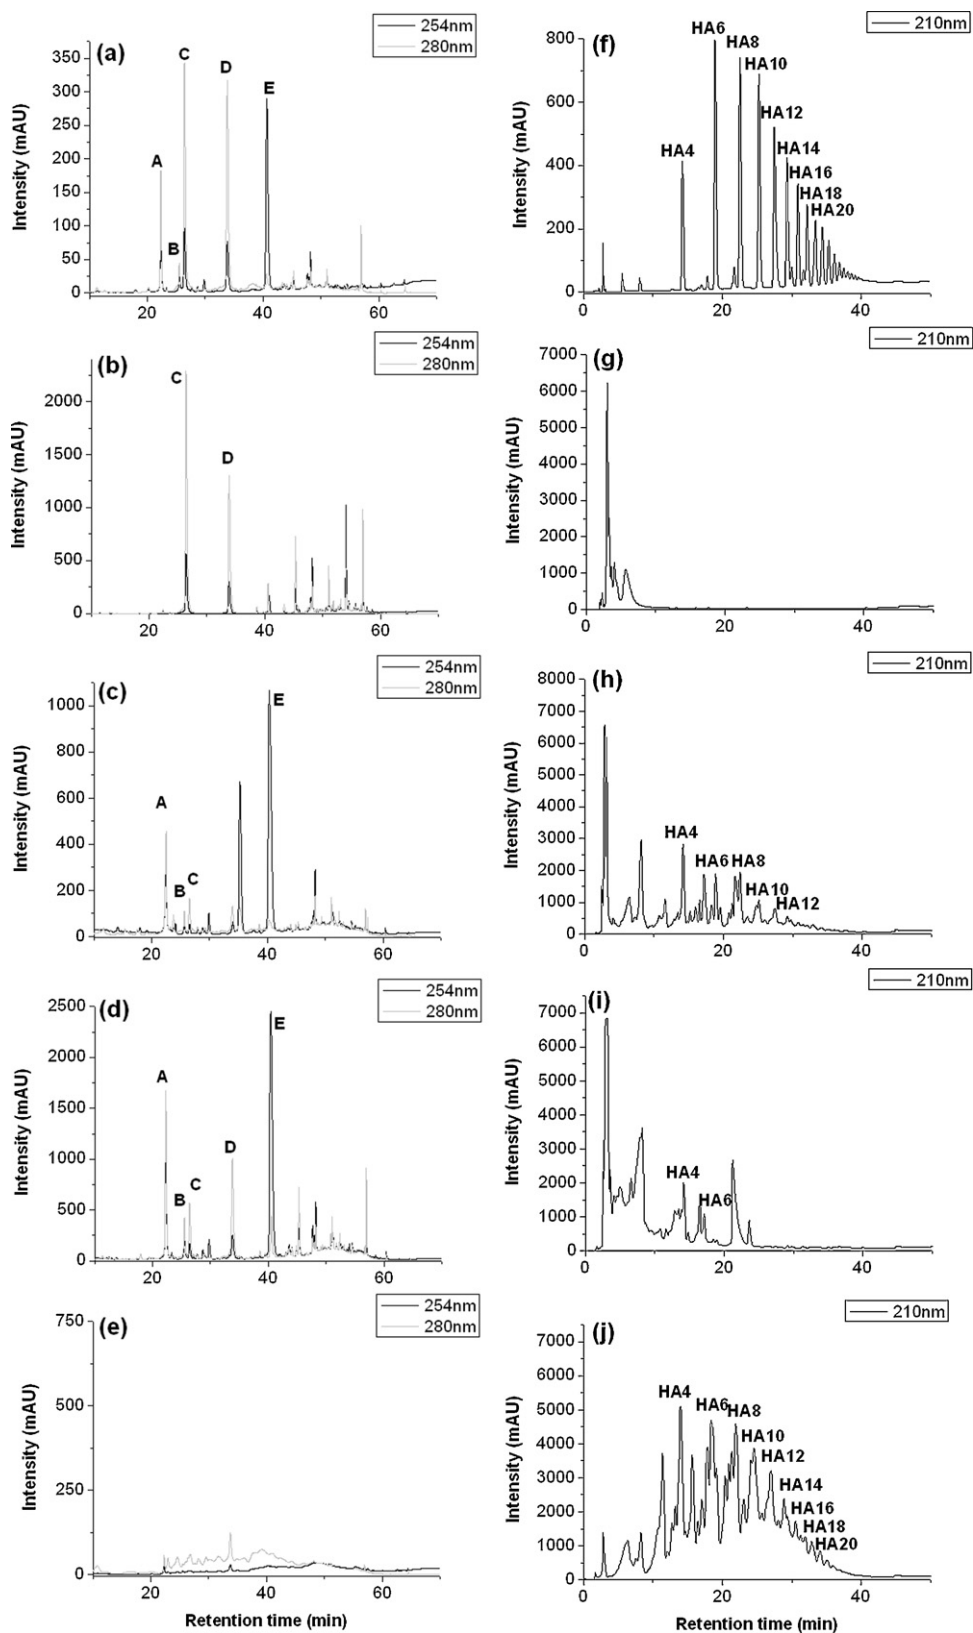 (a)
254nm
280nm
350
300
250
200
150
100
50
0
Intensity (mAU)
A
B
C
D
E
20
40
60
(f)
210nm
800
600
400
200
0
Intensity (mAU)
HA4
HA6
HA8
HA10
HA12
HA14
HA16
HA18
HA20
0
20
40
(b)
254nm
280nm
2000
1500
1000
500
0
Intensity (mAU)
C
D
20
40
60
(g)
210nm
7000
6000
5000
4000
3000
2000
1000
0
Intensity (mAU)
0
20
40
(c)
254nm
280nm
1000
800
600
400
200
0
Intensity (mAU)
A
B
C
E
20
40
60
(h)
210nm
8000
7000
6000
5000
4000
3000
2000
1000
0
Intensity (mAU)
HA4
HA6
HA8
HA10
HA12
0
20
40
(d)
254nm
280nm
2500
2000
1500
1000
500
0
Intensity (mAU)
A
B
C
D
E
20
40
60
(i)
210nm
7000
6000
5000
4000
3000
2000
1000
0
Intensity (mAU)
HA4
HA6
0
20
40
(e)
254nm
280nm
750
500
250
0
Intensity (mAU)
20
40
60
Retention time (min)
(j)
210nm
7000
6000
5000
4000
3000
2000
1000
0
Intensity (mAU)
HA4
HA6
HA8
HA10
HA12
HA14
HA16
HA18
HA20
0
20
40
Retention time (min)